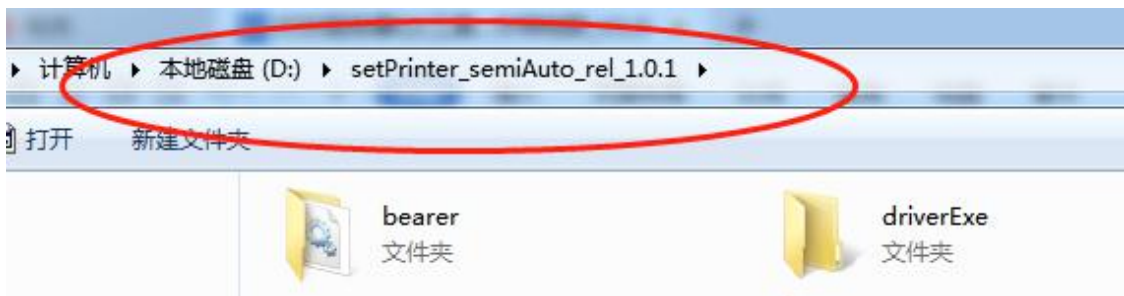 计算机 ▸ 本地磁盘 (D:) ▸ setPrinter_semiAuto_rel_1.0.1 ▸
打开 新建文件夹
bearer driverExe
文件夹 文件夹